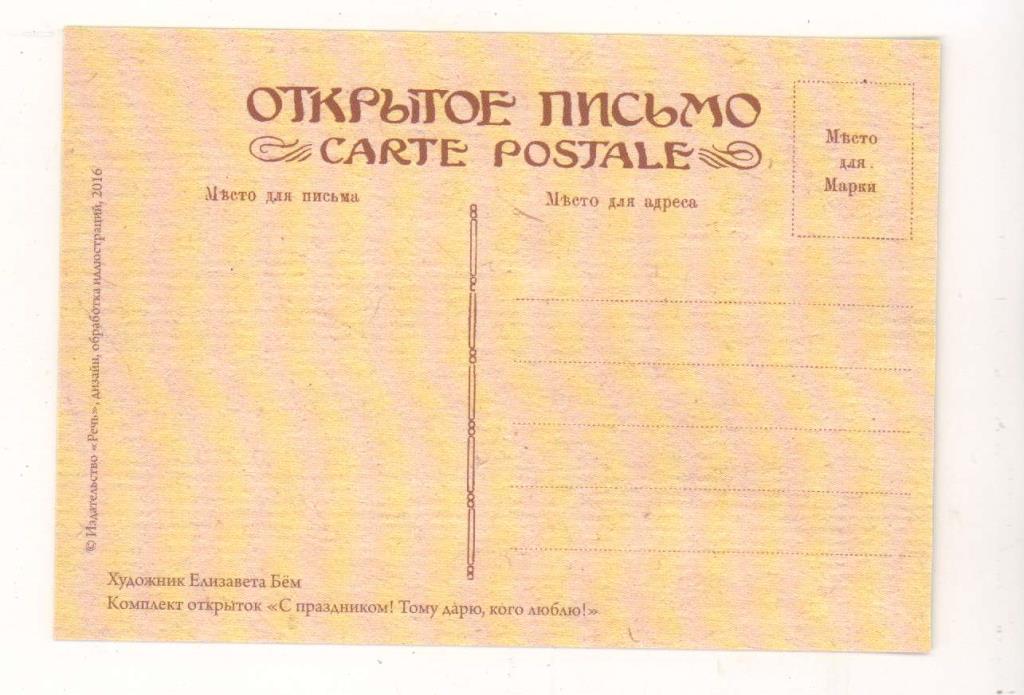 ОТКРЫТОЕ ПИСЬМО
CARTE POSTALE
Мѣсто
для
Марки
Мѣсто для письма
Мѣсто для адреса
© Издательство «Речь», дизайн, обработка иллюстраций, 2016
Художник Елизавета Бём
Комплект открыток «С праздником! Тому дарю, кого люблю!»